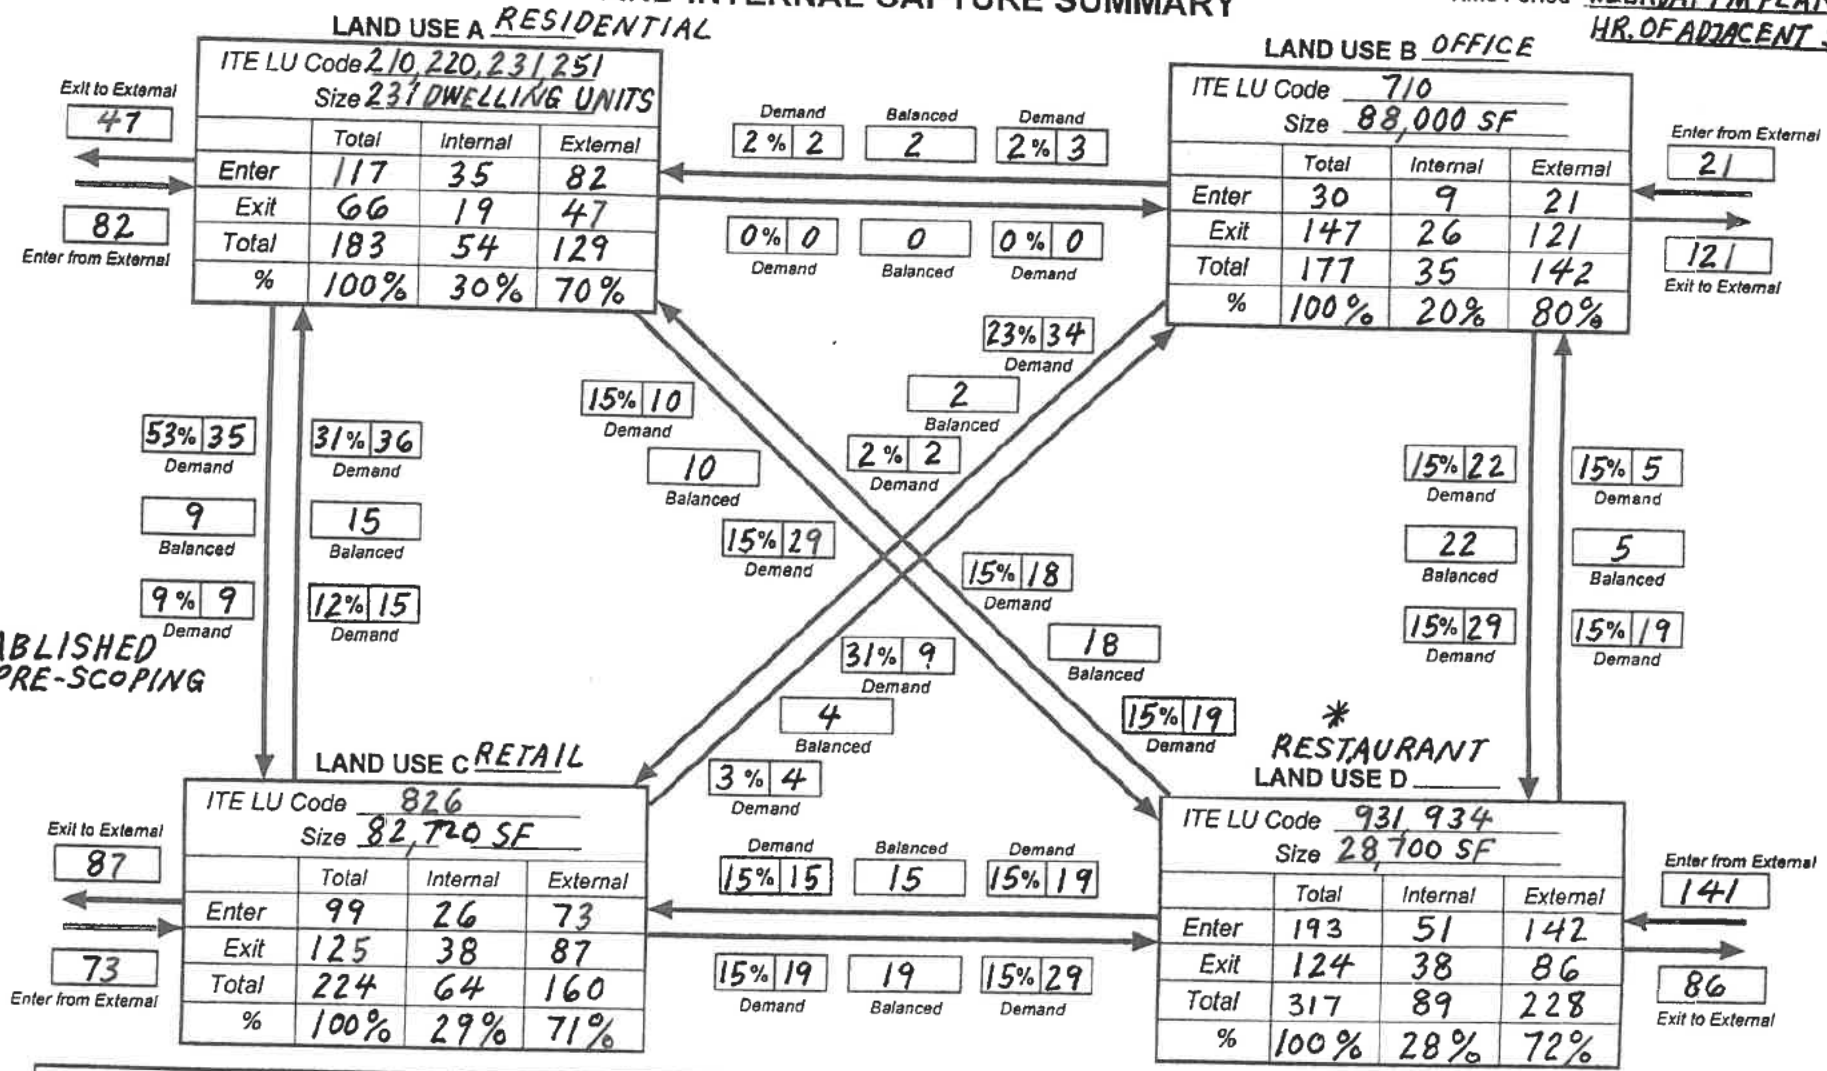 AND INTERNAL CAPTURE SUMMARY
HR. OF ADJACENT
LAND USE A RESIDENTIAL
ITE LU Code 210, 220, 231, 251
Size 237 DWELLING UNITS
Total Internal External
Enter 117 35 82
Exit 66 19 47
Total 183 54 129
% 100% 30% 70%
Exit to External
47
82
Enter from External
Demand Balanced Demand
2% 2 2 2% 3
0% 0 0 0% 0
Demand Balanced Demand
LAND USE B OFFICE
ITE LU Code 710
Size 88,000 SF
Total Internal External
Enter 30 9 21
Exit 147 26 121
Total 177 35 142
% 100% 20% 80%
Enter from External
21
121
Exit to External
53% 35
Demand
9
Balanced
9% 9
Demand
31% 36
Demand
15
Balanced
12% 15
Demand
15% 10
Demand
10
Balanced
15% 29
Demand
23% 34
Demand
2
Balanced
2% 2
Demand
15% 18
Demand
18
Balanced
15% 19
Demand
31% 9
Demand
4
Balanced
3% 4
Demand
15% 22
Demand
22
Balanced
15% 29
Demand
15% 5
Demand
5
Balanced
15% 19
Demand
ABLISHED
PRE-SCOPING
LAND USE C RETAIL
ITE LU Code 826
Size 82,720 SF
Total Internal External
Enter 99 26 73
Exit 125 38 87
Total 224 64 160
% 100% 29% 71%
Exit to External
87
73
Enter from External
Demand Balanced Demand
15% 15 15 15% 19
15% 19 19 15% 29
Demand Balanced Demand
*
RESTAURANT
LAND USE D
ITE LU Code 931, 934
Size 28,700 SF
Total Internal External
Enter 193 51 142
Exit 124 38 86
Total 317 89 228
% 100% 28% 72%
Enter from External
141
86
Exit to External